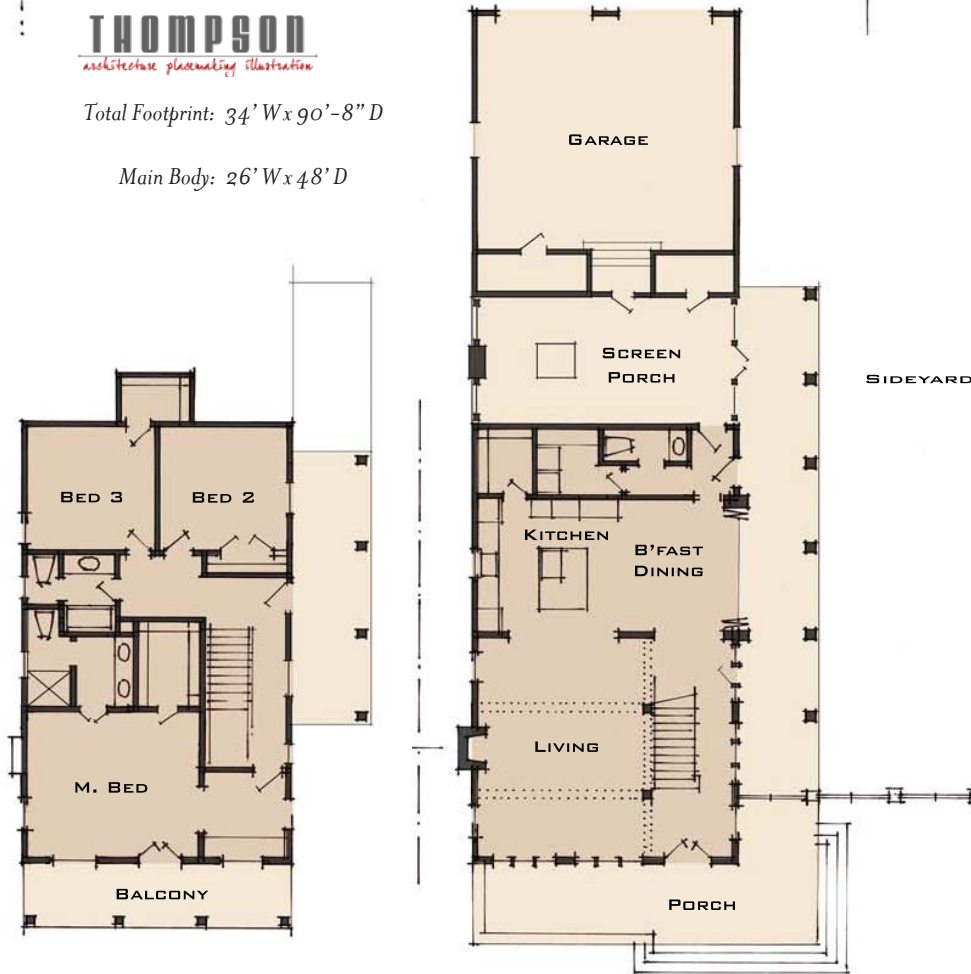 THOMPSON
architecture placemaking illustration
Total Footprint: 34' W x 90'-8" D
Main Body: 26' W x 48' D
GARAGE
SCREEN
PORCH
SIDEYARD
BED 3
BED 2
KITCHEN
B'FAST
DINING
LIVING
M. BED
BALCONY
PORCH